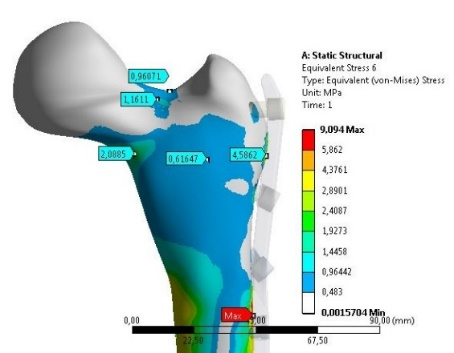 A: Static Structural
Equivalent Stress 6
Type: Equivalent (von-Mises) Stress
Unit: MPa
Time: 1
9,094 Max
5,862
4,3761
2,8901
2,4087
1,9273
1,4458
0,96442
0,483
0,0015704 Min
0,96071
1,1611
2,0885
0,61647
4,5862
Max
0,00
90,00 (mm)
22,50
67,50